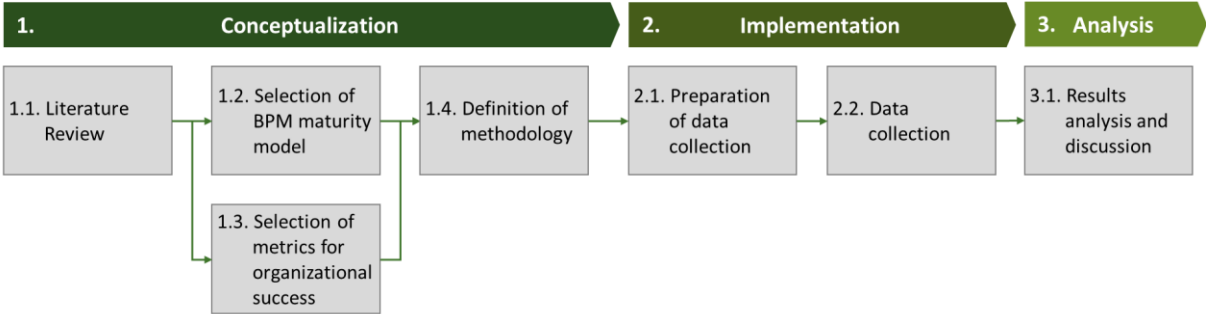 1. Conceptualization
2. Implementation
3. Analysis
1.1. Literature
Review
1.2. Selection of
BPM maturity
model
1.3. Selection of
metrics for
organizational
success
1.4. Definition of
methodology
2.1. Preparation
of data
collection
2.2. Data
collection
3.1. Results
analysis and
discussion